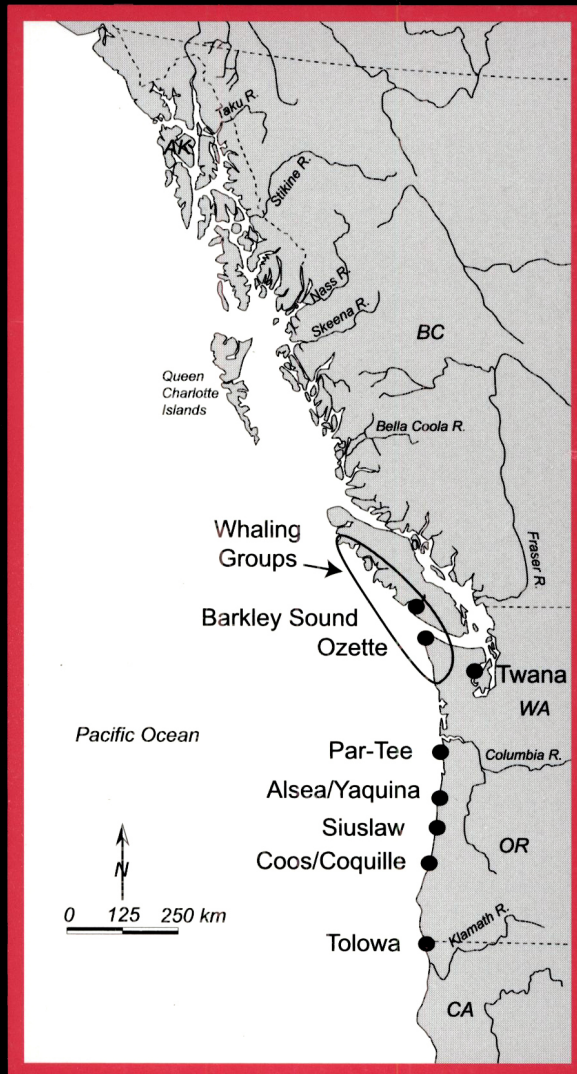 Taku R.
AK
Stikine R.
Nass R.
Skeena R.
BC
Queen
Charlotte
Islands
Bella Coola R.
Whaling
Groups
Fraser R.
Barkley Sound
Ozette
Twana
WA
Pacific Ocean
Par-Tee
Columbia R.
Alsea/Yaquina
Siuslaw
OR
Coos/Coquille
N
0 125 250 km
Klamath R.
Tolowa
CA